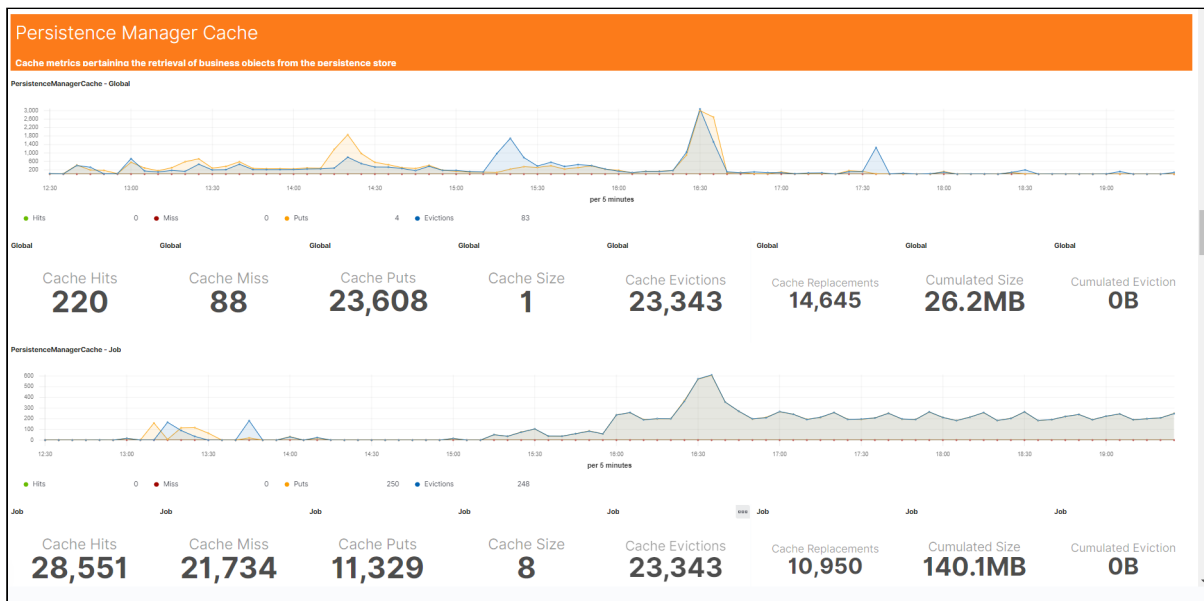 Persistence Manager Cache
Cache metrics pertaining the retrieval of business objects from the persistence store
PersistenceManagerCache - Global
3,000
2,600
2,200
1,800
1,400
1,000
600
200
12:30 13:00 13:30 14:00 14:30 15:00 15:30 16:00 16:30 17:00 17:30 18:00 18:30 19:00
per 5 minutes
Hits 0 Miss 0 Puts 4 Evictions 83
Global Global Global Global Global Global Global Global
Cache Hits Cache Miss Cache Puts Cache Size Cache Evictions Cache Replacements Cumulated Size Cumulated Eviction
220 88 23,608 1 23,343 14,645 26.2MB 0B
PersistenceManagerCache - Job
600
500
400
300
200
100
0
12:30 13:00 13:30 14:00 14:30 15:00 15:30 16:00 16:30 17:00 17:30 18:00 18:30 19:00
per 5 minutes
Hits 0 Miss 0 Puts 250 Evictions 248
Job Job Job Job Job Job Job Job
Cache Hits Cache Miss Cache Puts Cache Size Cache Evictions Cache Replacements Cumulated Size Cumulated Eviction
28,551 21,734 11,329 8 23,343 10,950 140.1MB 0B